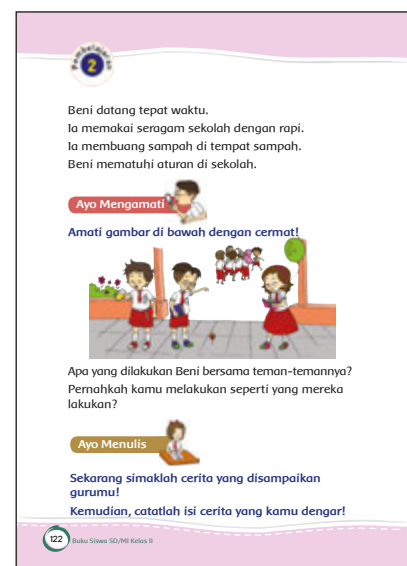 Pembelajaran
2
Beni datang tepat waktu.
Ia memakai seragam sekolah dengan rapi.
Ia membuang sampah di tempat sampah.
Beni mematuhi aturan di sekolah.
Ayo Mengamati
Amati gambar di bawah dengan cermat!
Apa yang dilakukan Beni bersama teman-temannya?
Pernahkah kamu melakukan seperti yang mereka
lakukan?
Ayo Menulis
Sekarang simaklah cerita yang disampaikan
gurumu!
Kemudian, catatlah isi cerita yang kamu dengar!
122
Buku Siswa SD/MI Kelas II